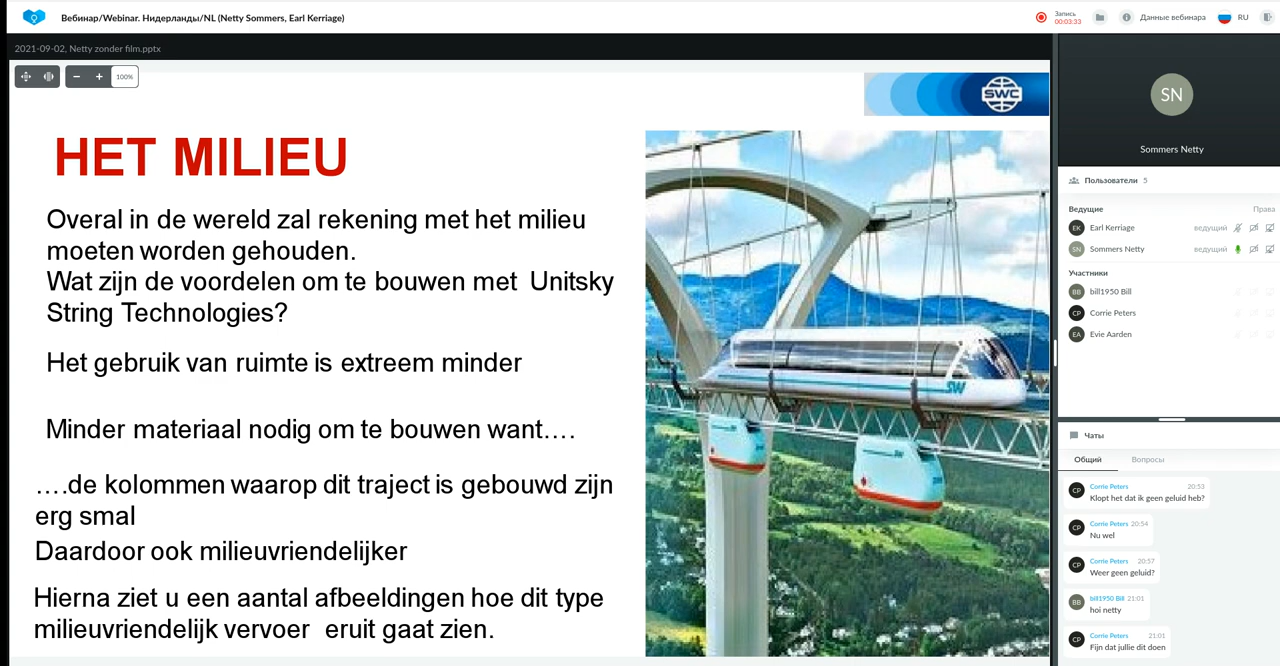 Вебинар/Webinar. Нидерланды/NL (Netty Sommers, Earl Kerriage)
Запись
00:03:33
Данные вебинара
RU
2021-09-02, Netty zonder film.pptx
100%
SWC
HET MILIEU
Overal in de wereld zal rekening met het milieu
moeten worden gehouden.
Wat zijn de voordelen om te bouwen met Unitsky
String Technologies?
Het gebruik van ruimte is extreem minder
Minder materiaal nodig om te bouwen want….
….de kolommen waarop dit traject is gebouwd zijn
erg smal
Daardoor ook milieuvriendelijker
Hierna ziet u een aantal afbeeldingen hoe dit type
milieuvriendelijk vervoer eruit gaat zien.
SW
SN
Sommers Netty
Пользователи 5
Ведущие Права
EK Earl Kerriage ведущий
SN Sommers Netty ведущий
Участники
BB bill1950 Bill
CP Corrie Peters
EA Evie Aarden
Чаты
Общий Вопросы
CP Corrie Peters 20:53
Klopt het dat ik geen geluid heb?
CP Corrie Peters 20:54
Nu wel
CP Corrie Peters 20:57
Weer geen geluid?
BB bill1950 Bill 21:01
hoi netty
CP Corrie Peters 21:01
Fijn dat jullie dit doen